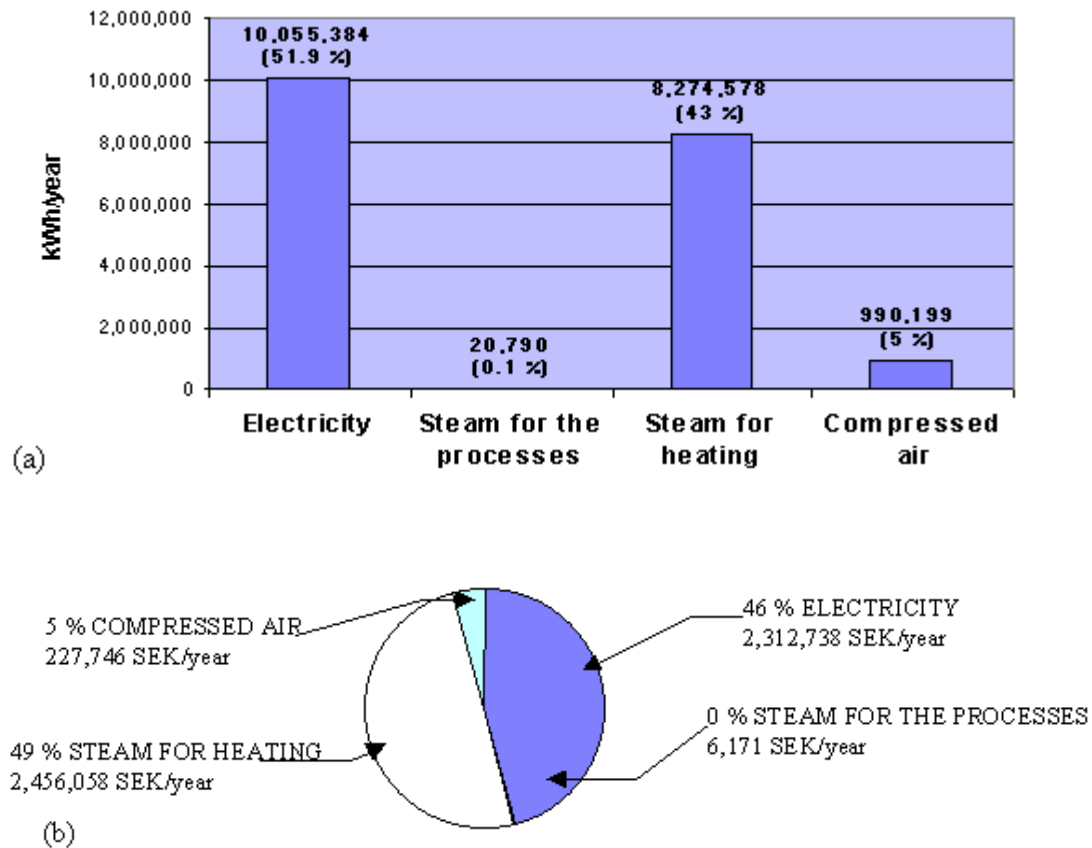 12,000,000
10,055,384
(51.9 %)
10,000,000
8,274,578
(43 %)
8,000,000
kWh/year
6,000,000
4,000,000
2,000,000
990,199
(5 %)
20,790
(0.1 %)
0
Electricity
Steam for the
processes
Steam for
heating
Compressed
air
(a)
5 % COMPRESSED AIR
227,746 SEK/year
46 % ELECTRICITY
2,312,738 SEK/year
0 % STEAM FOR THE PROCESSES
6,171 SEK/year
49 % STEAM FOR HEATING
2,456,058 SEK/year
(b)